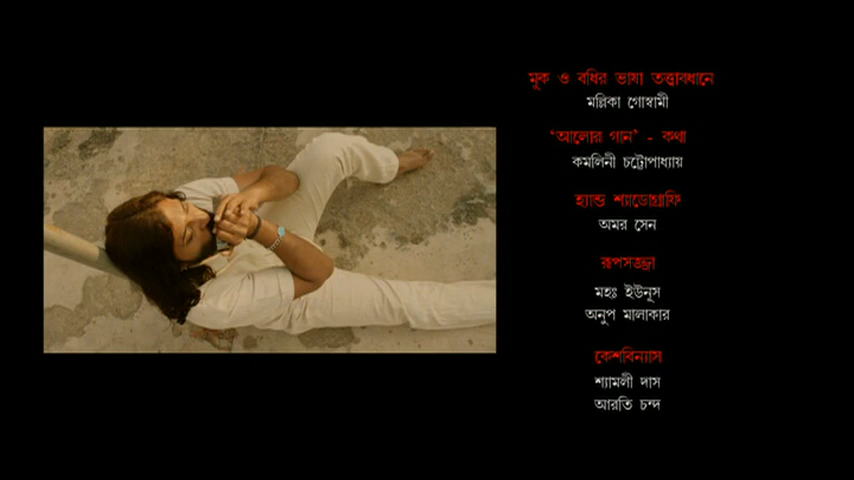 মূক ও বধির ভাষা তত্ত্বাবধানে
মল্লিকা গোস্বামী
‘আলোর গান’ - কথা
কমলিনী চট্টোপাধ্যায়
হ্যান্ড শ্যাডোগ্রাফি
অমর সেন
রূপসজ্জা
মহঃ ইউনূস
অনুপ মালাকার
কেশবিন্যাস
শ্যামলী দাস
আরতি চন্দ